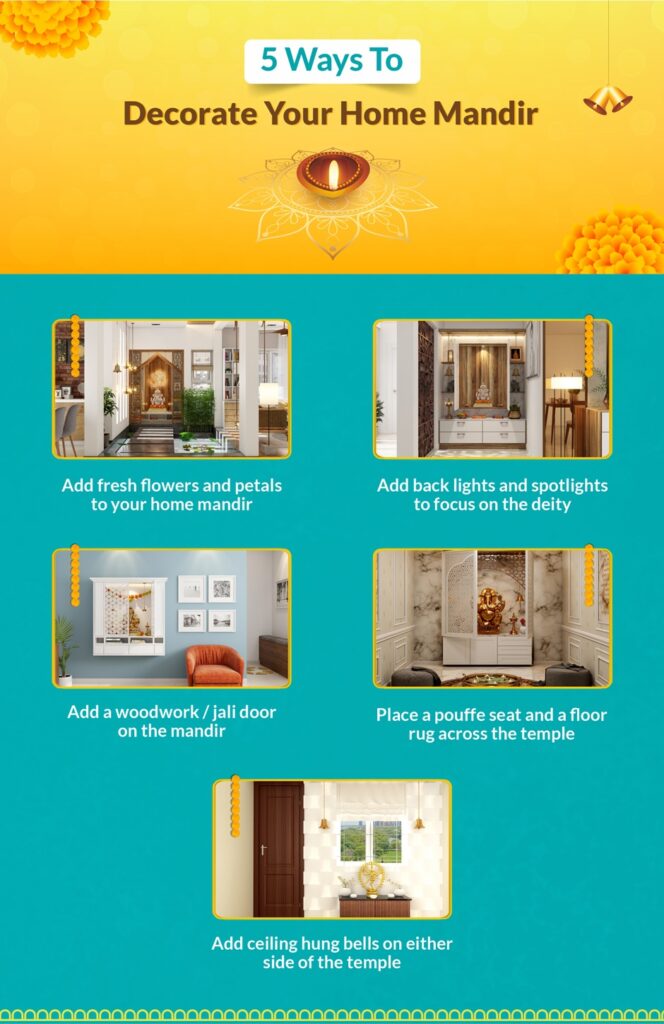 5 Ways To
Decorate Your Home Mandir
Add fresh flowers and petals
to your home mandir
Add back lights and spotlights
to focus on the deity
Add a woodwork / jali door
on the mandir
Place a pouffe seat and a floor
rug across the temple
Add ceiling hung bells on either
side of the temple